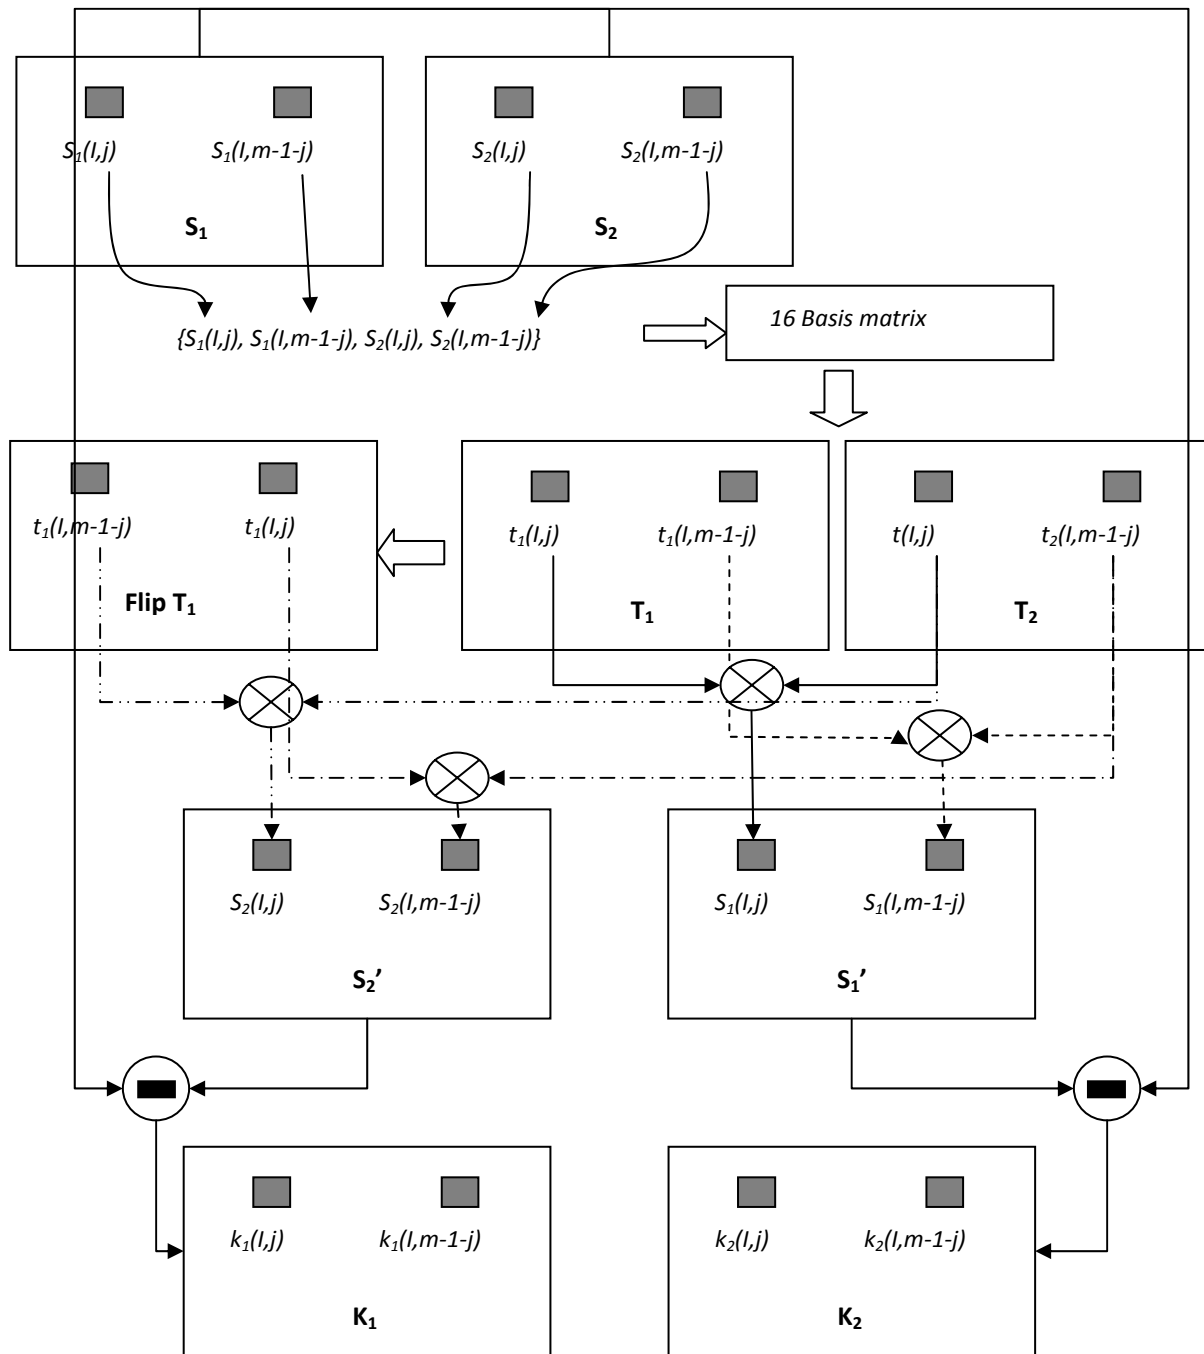 S₁(I,j) S₁(I,m-1-j) S₂(I,j) S₂(I,m-1-j)
S₁ S₂
{S₁(I,j), S₁(I,m-1-j), S₂(I,j), S₂(I,m-1-j)}
16 Basis matrix
t₁(I,m-1-j) t₁(I,j) t₁(I,j) t₁(I,m-1-j) t(I,j) t₂(I,m-1-j)
Flip T₁ T₁ T₂
S₂(I,j) S₂(I,m-1-j) S₁(I,j) S₁(I,m-1-j)
S₂’ S₁’
k₁(I,j) k₁(I,m-1-j) k₂(I,j) k₂(I,m-1-j)
K₁ K₂